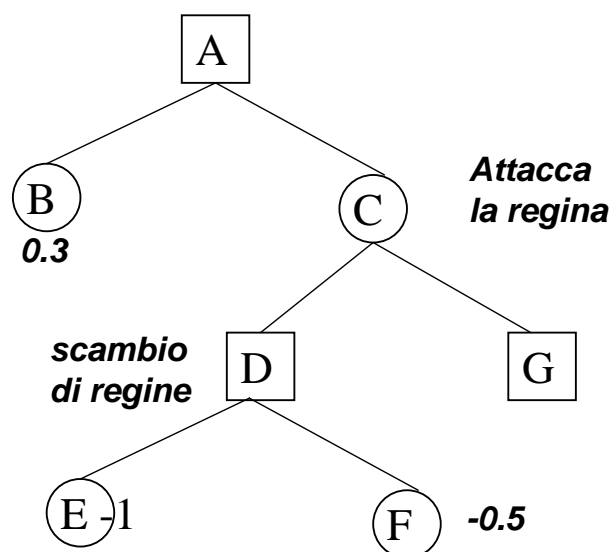 A
B
0.3
C
Attacca
la regina
scambio
di regine
D
G
E -1
F
-0.5